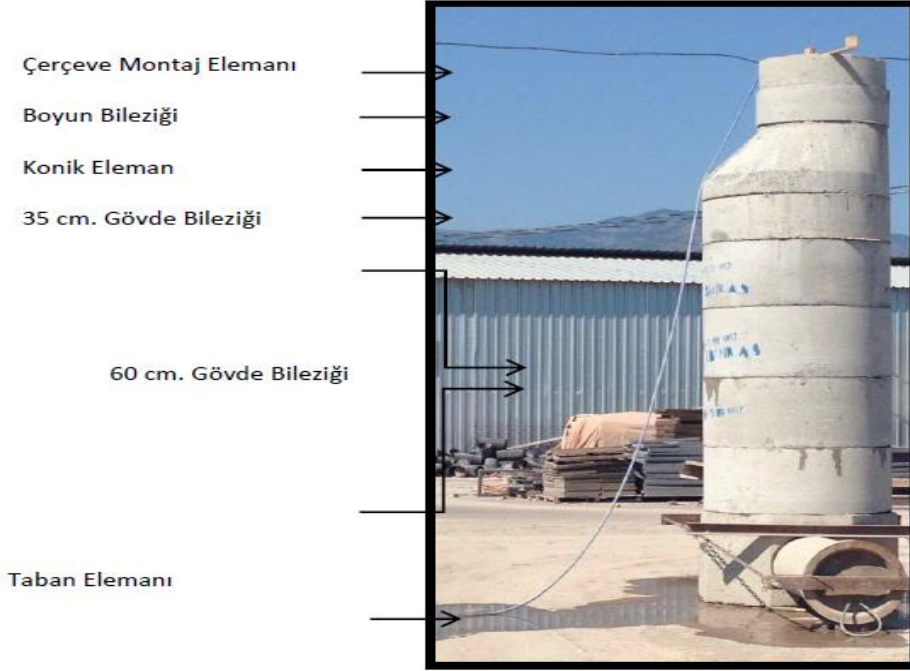 Çerçeve Montaj Elemanı
Boyun Bileziği
Konik Eleman
35 cm. Gövde Bileziği
60 cm. Gövde Bileziği
Taban Elemanı